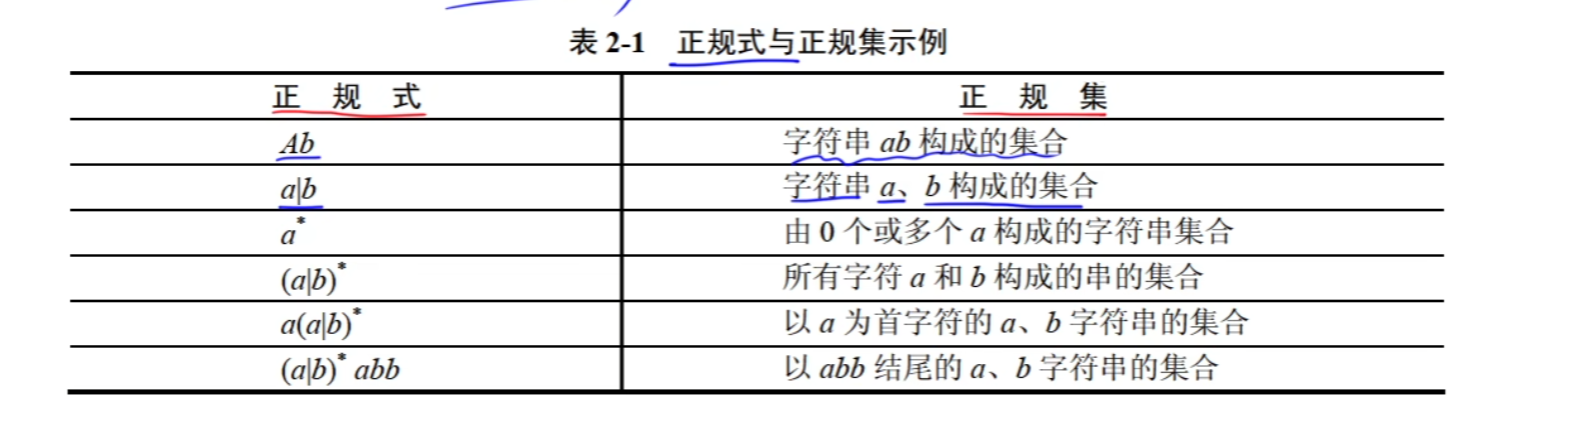 表 2-1 正规式与正规集示例
正 规 式 正 规 集
Ab 字符串 ab 构成的集合
a|b 字符串 a、b 构成的集合
a* 由 0 个或多个 a 构成的字符串集合
(a|b)* 所有字符 a 和 b 构成的串的集合
a(a|b)* 以 a 为首字符的 a、b 字符串的集合
(a|b)* abb 以 abb 结尾的 a、b 字符串的集合